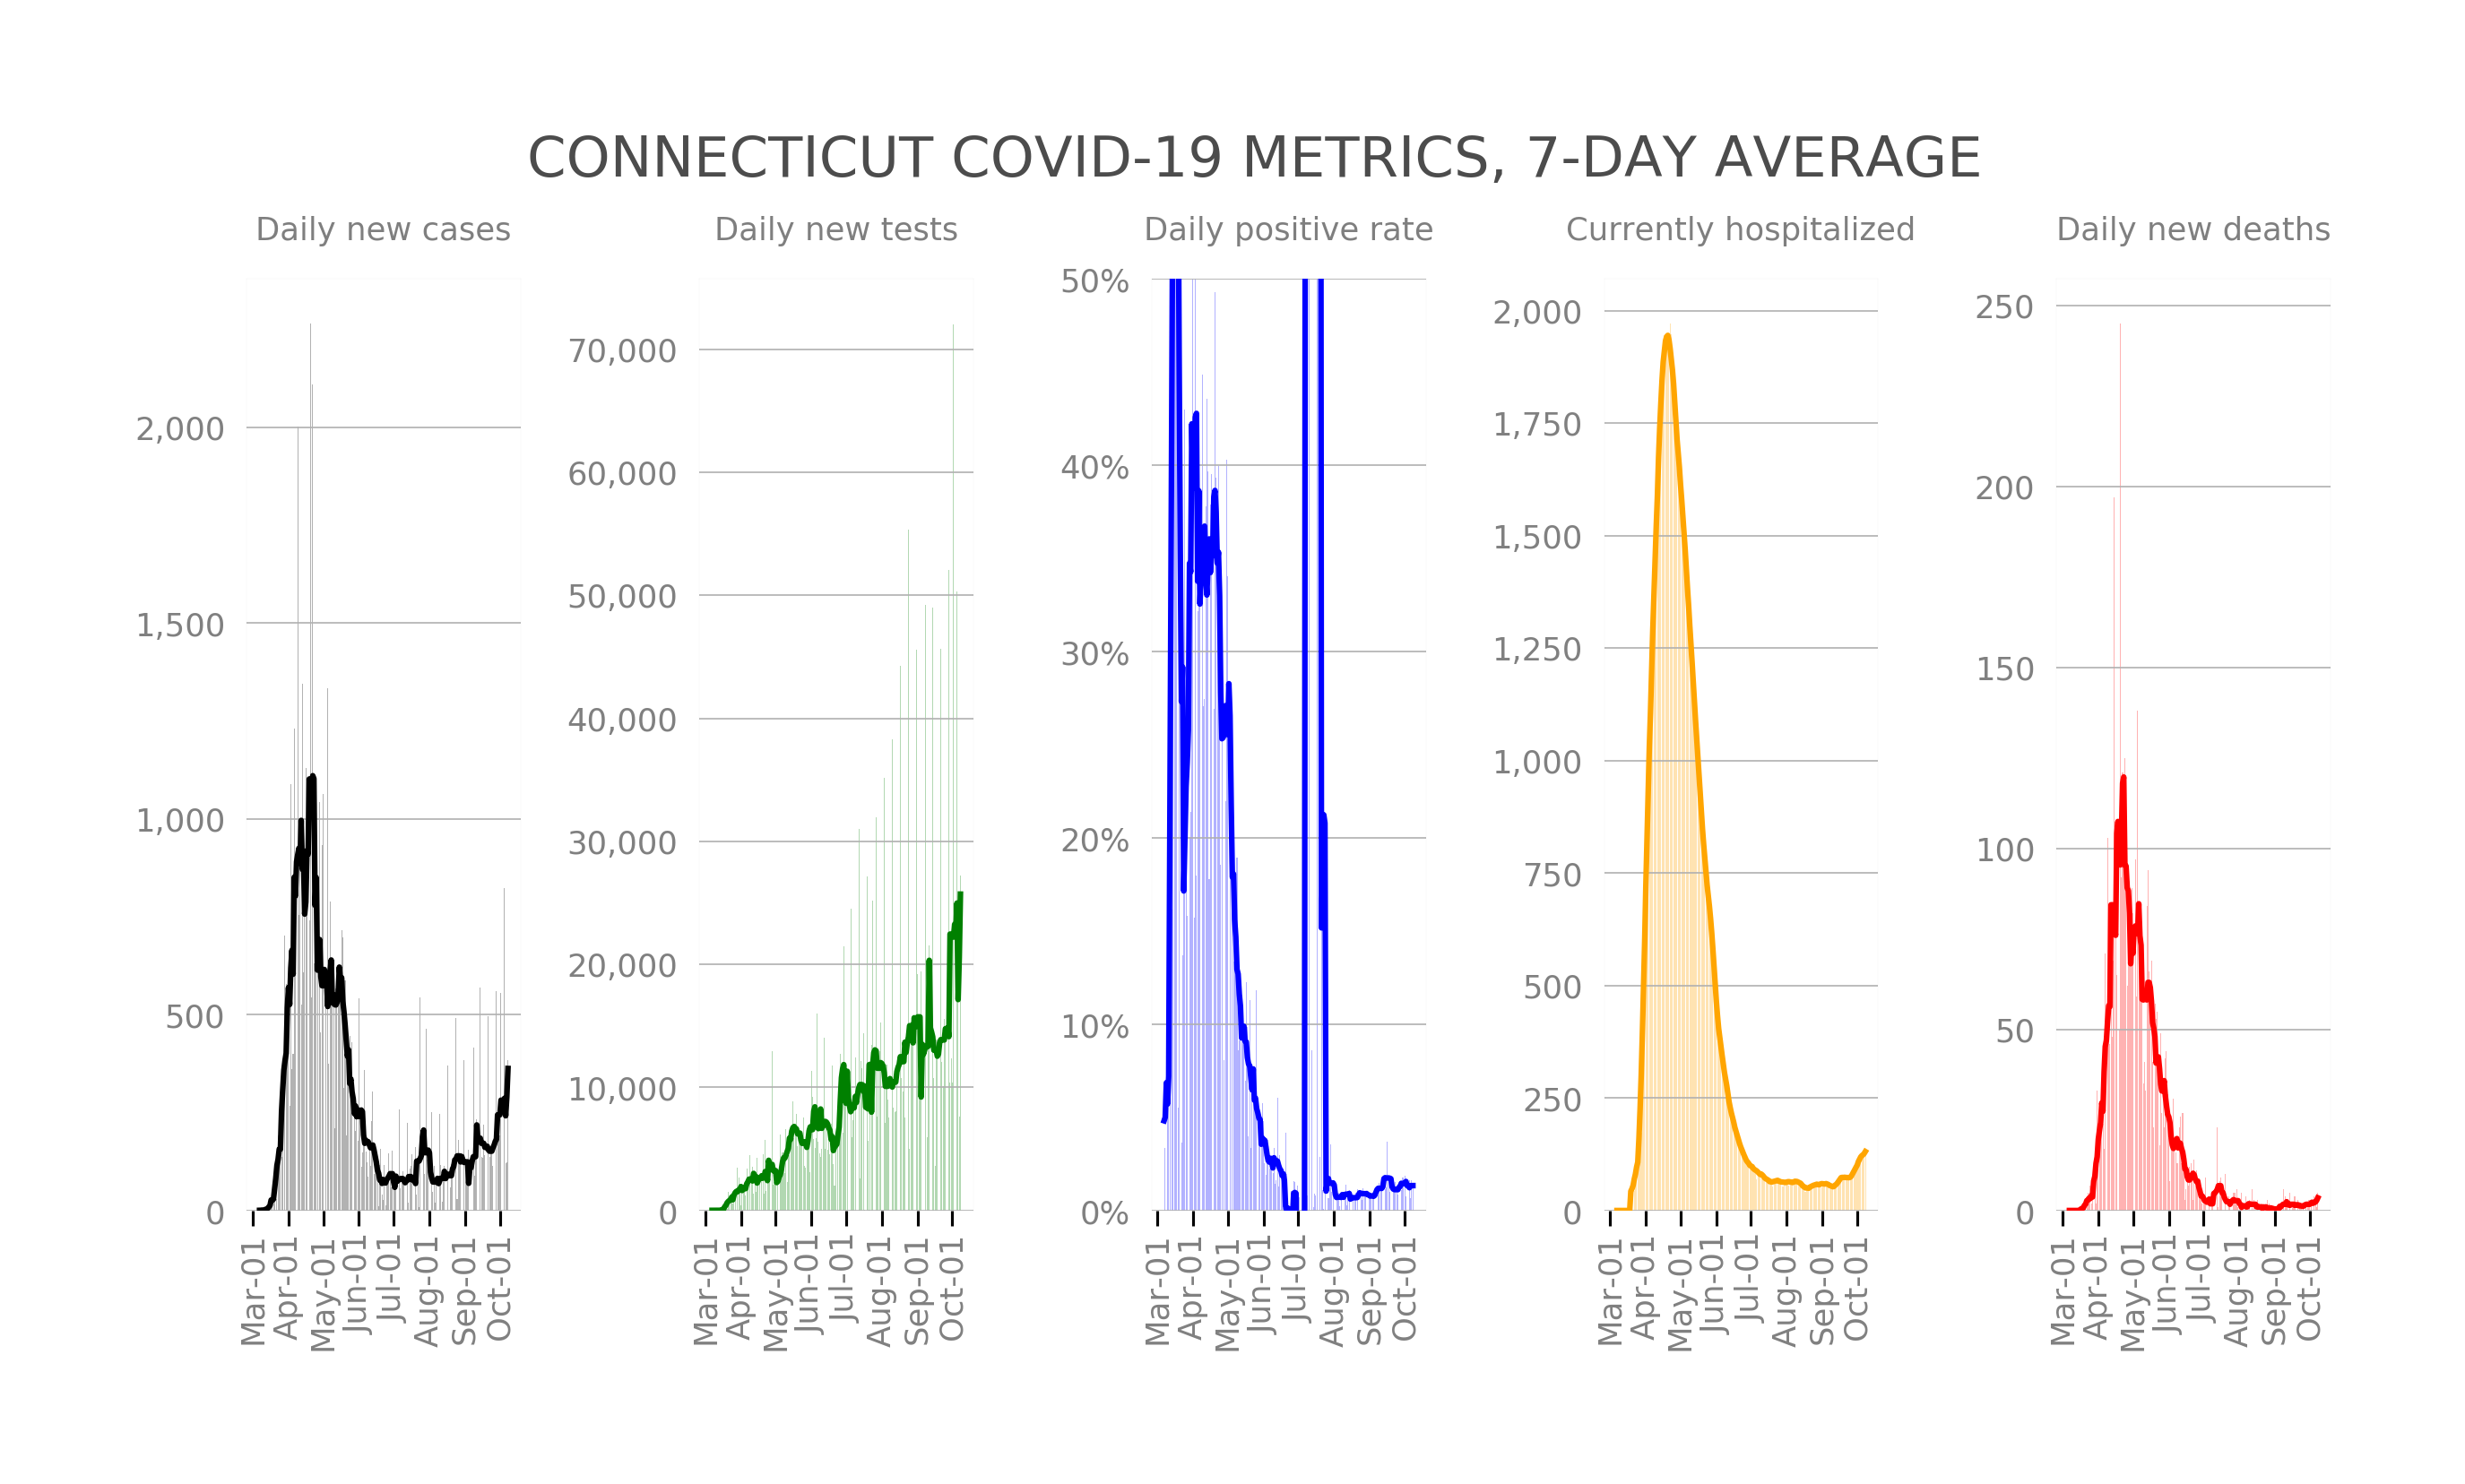 CONNECTICUT COVID-19 METRICS, 7-DAY AVERAGE
Daily new cases
2,000
1,500
1,000
500
0
Mar-01
Apr-01
May-01
Jun-01
Jul-01
Aug-01
Sep-01
Oct-01
Daily new tests
70,000
60,000
50,000
40,000
30,000
20,000
10,000
0
Mar-01
Apr-01
May-01
Jun-01
Jul-01
Aug-01
Sep-01
Oct-01
Daily positive rate
50%
40%
30%
20%
10%
0%
Mar-01
Apr-01
May-01
Jun-01
Jul-01
Aug-01
Sep-01
Oct-01
Currently hospitalized
2,000
1,750
1,500
1,250
1,000
750
500
250
0
Mar-01
Apr-01
May-01
Jun-01
Jul-01
Aug-01
Sep-01
Oct-01
Daily new deaths
250
200
150
100
50
0
Mar-01
Apr-01
May-01
Jun-01
Jul-01
Aug-01
Sep-01
Oct-01